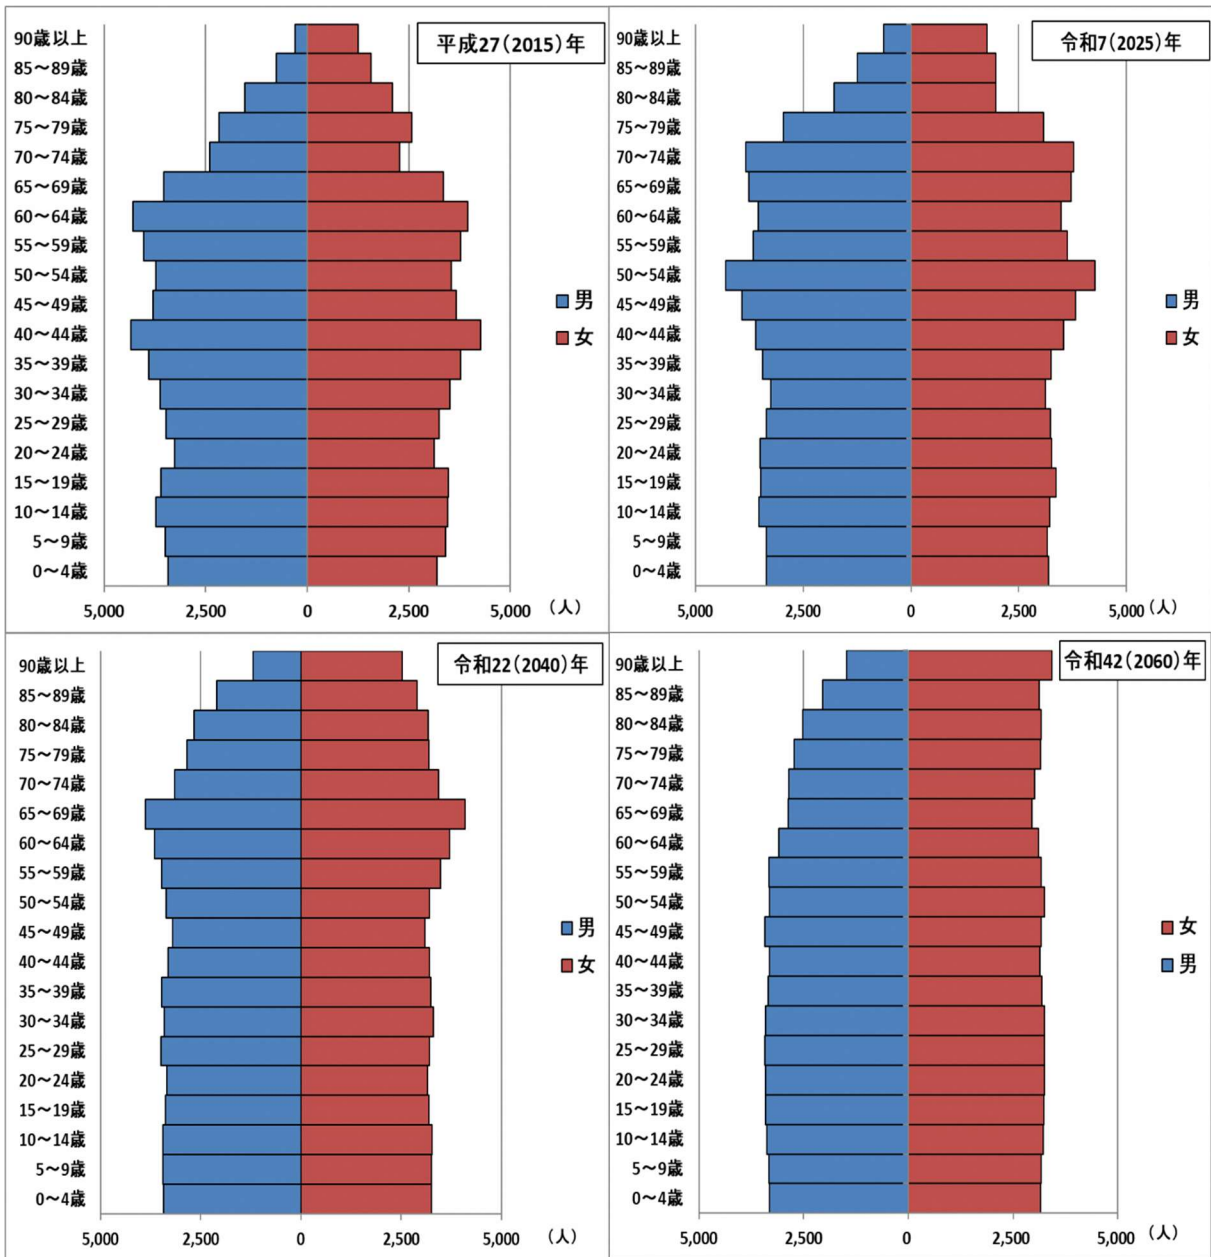 平成27(2015)年
90歳以上
85~89歳
80~84歳
75~79歳
70~74歳
65~69歳
60~64歳
55~59歳
50~54歳
45~49歳
40~44歳
35~39歳
30~34歳
25~29歳
20~24歳
15~19歳
10~14歳
5~9歳
0~4歳
男
女
5,000 2,500 0 2,500 5,000 (人)
令和7(2025)年
90歳以上
85~89歳
80~84歳
75~79歳
70~74歳
65~69歳
60~64歳
55~59歳
50~54歳
45~49歳
40~44歳
35~39歳
30~34歳
25~29歳
20~24歳
15~19歳
10~14歳
5~9歳
0~4歳
男
女
5,000 2,500 0 2,500 5,000 (人)
令和22(2040)年
90歳以上
85~89歳
80~84歳
75~79歳
70~74歳
65~69歳
60~64歳
55~59歳
50~54歳
45~49歳
40~44歳
35~39歳
30~34歳
25~29歳
20~24歳
15~19歳
10~14歳
5~9歳
0~4歳
男
女
5,000 2,500 0 2,500 5,000 (人)
令和42(2060)年
90歳以上
85~89歳
80~84歳
75~79歳
70~74歳
65~69歳
60~64歳
55~59歳
50~54歳
45~49歳
40~44歳
35~39歳
30~34歳
25~29歳
20~24歳
15~19歳
10~14歳
5~9歳
0~4歳
女
男
5,000 2,500 0 2,500 5,000 (人)